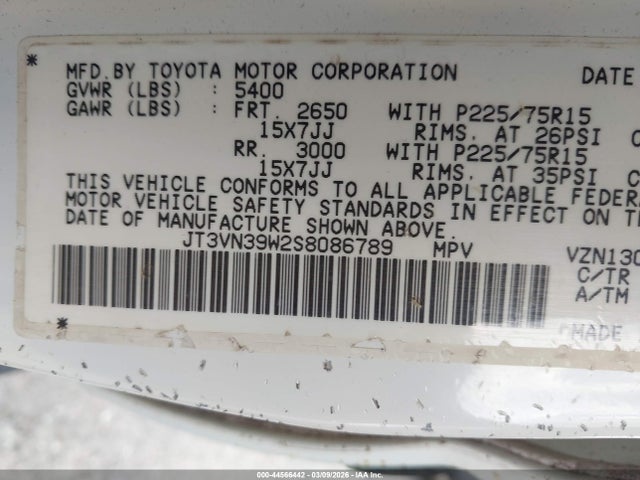 * MFD.BY TOYOTA MOTOR CORPORATION DATE
GVWR (LBS) : 5400
GAWR (LBS) : FRT. 2650 WITH P225/75R15
15X7JJ RIMS. AT 26PSI C
RR. 3000 WITH P225/75R15
15X7JJ RIMS. AT 35PSI C
THIS VEHICLE CONFORMS TO ALL APPLICABLE FEDERA
MOTOR VEHICLE SAFETY STANDARDS IN EFFECT ON TH
DATE OF MANUFACTURE SHOWN ABOVE.
JT3VN39W2S8086789 MPV VZN130
C/TR
A/TM
* MADE
000-44566442 - 03/09/2026 - IAAI, Inc.